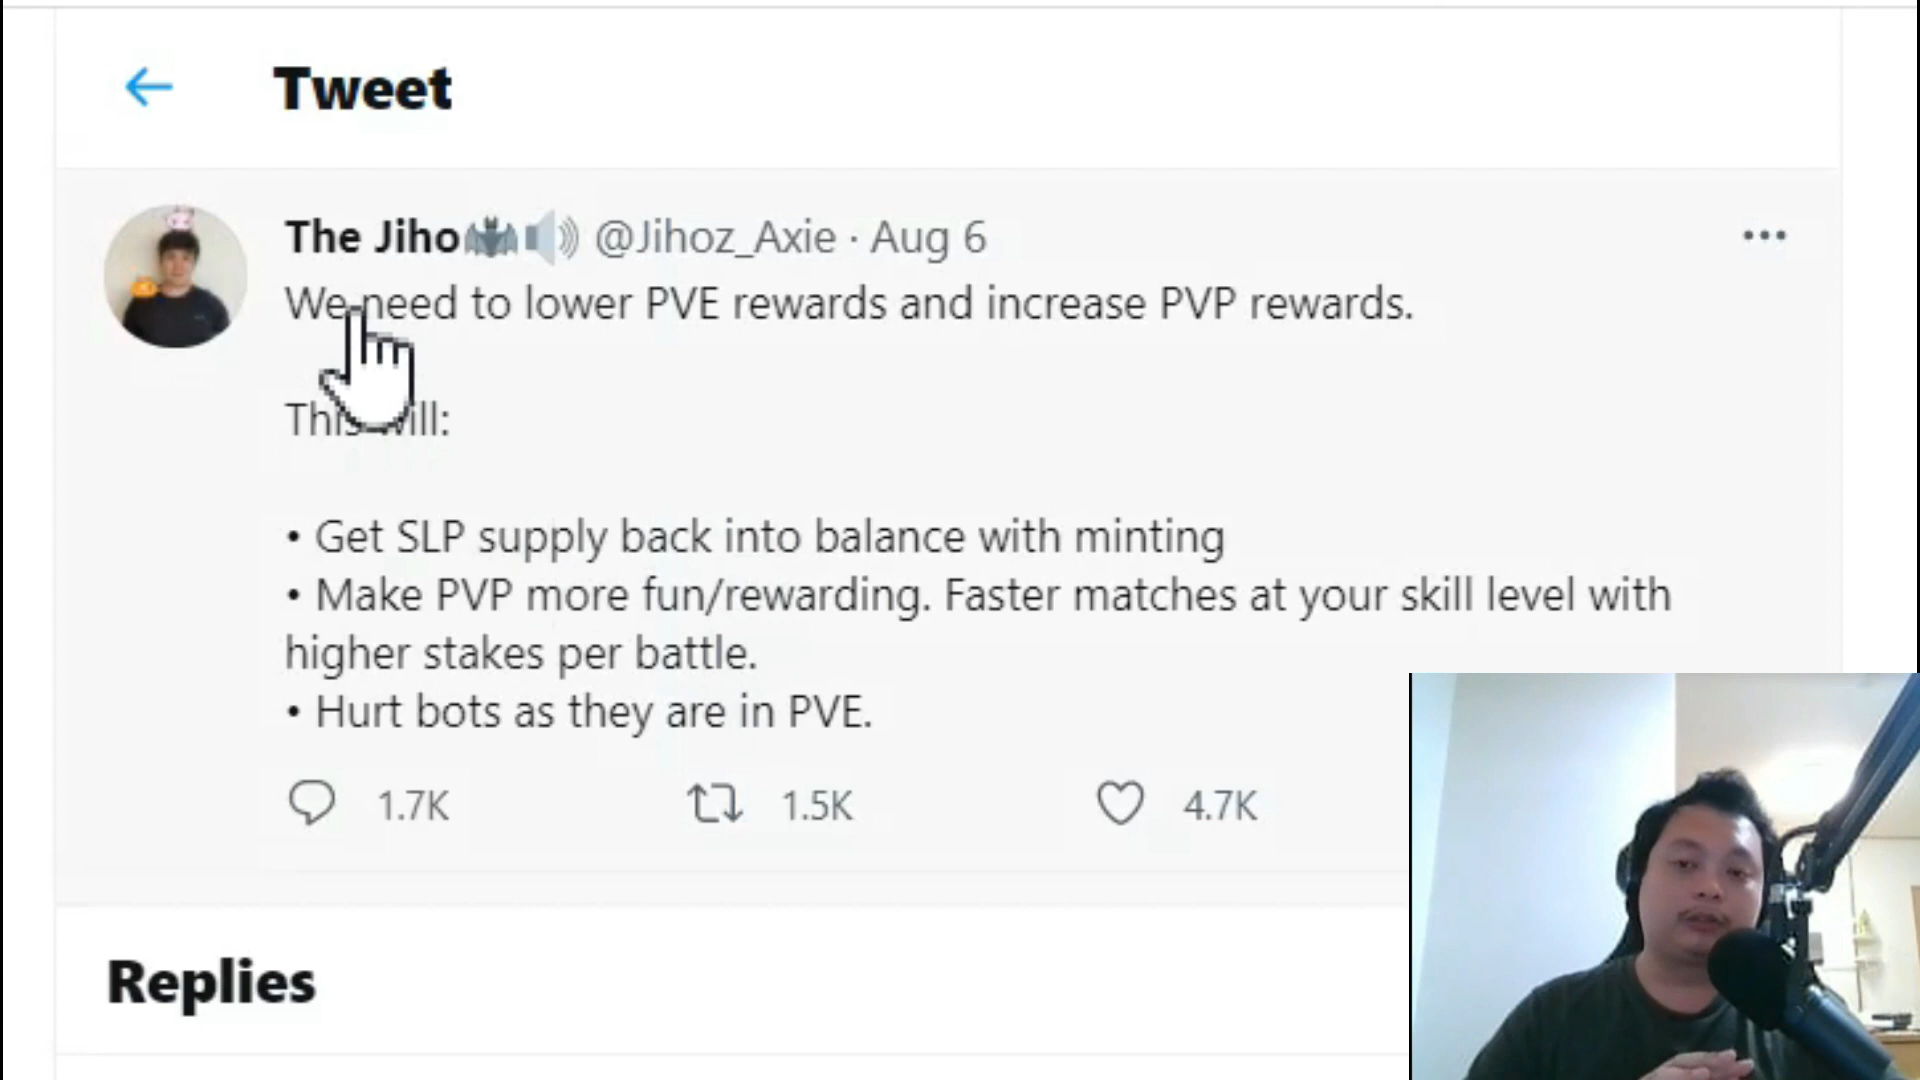 Tweet
The Jiho @Jihoz_Axie · Aug 6
We need to lower PVE rewards and increase PVP rewards.
This will:
• Get SLP supply back into balance with minting
• Make PVP more fun/rewarding. Faster matches at your skill level with
higher stakes per battle.
• Hurt bots as they are in PVE.
1.7K 1.5K 4.7K
Replies